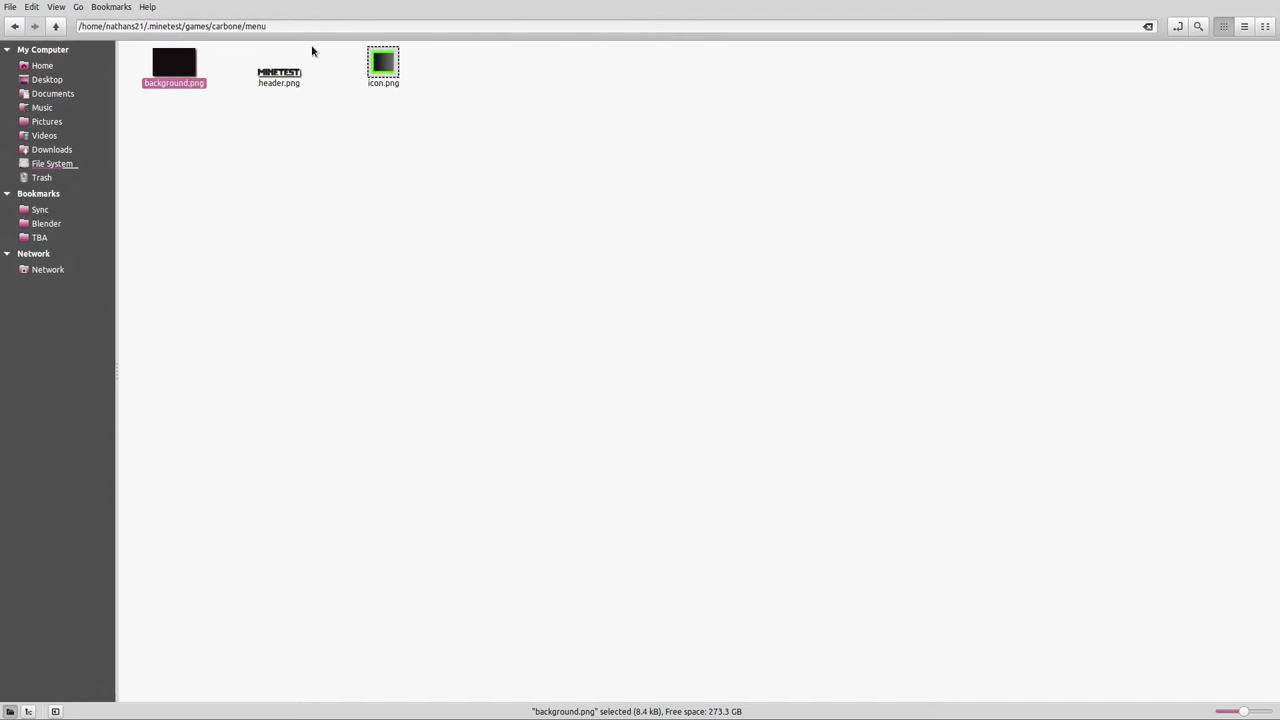 File Edit View Go Bookmarks Help
/home/nathans21/.minetest/games/carbone/menu
My Computer
Home
Desktop
Documents
Music
Pictures
Videos
Downloads
File System
Trash
Bookmarks
Sync
Blender
TBA
Network
Network
MINETEST
background.png
header.png
icon.png
"background.png" selected (8.4 kB), Free space: 273.3 GB